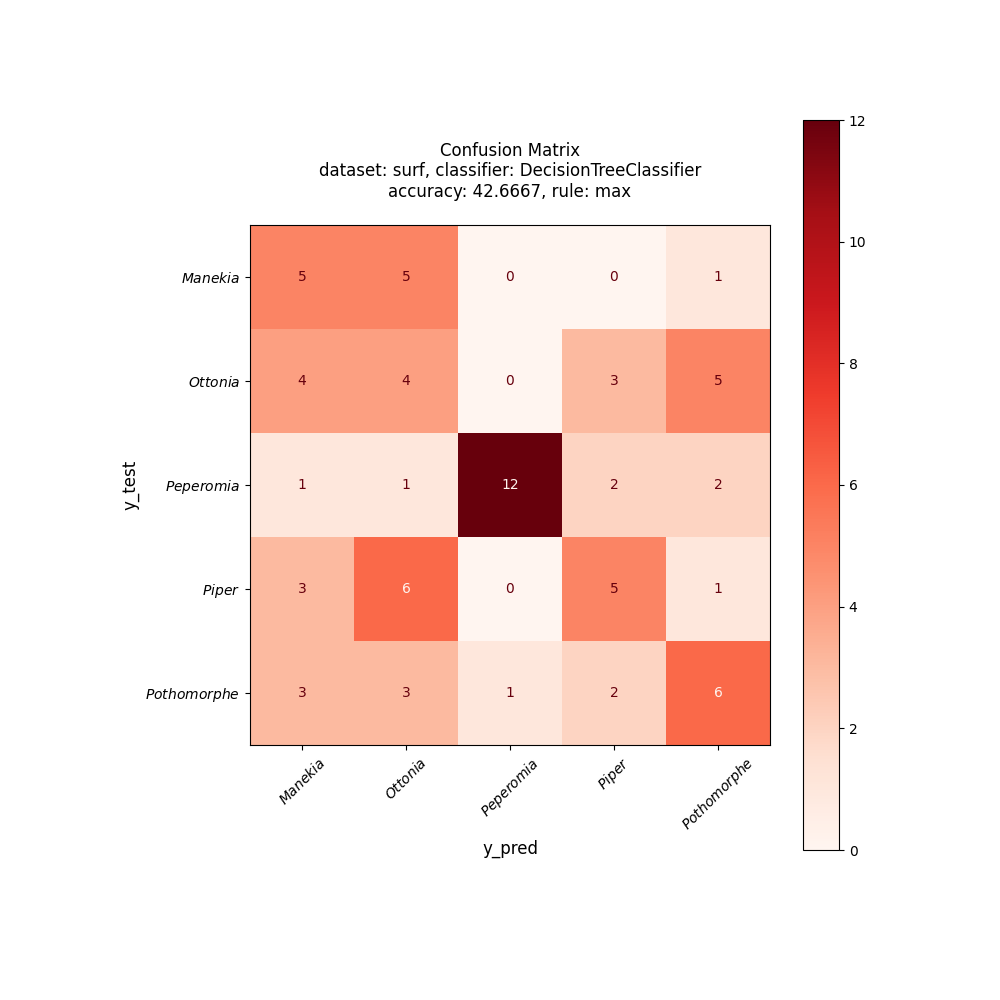 Confusion Matrix
dataset: surf, classifier: DecisionTreeClassifier
accuracy: 42.6667, rule: max
12
10
8
6
4
2
0
y_test
Manekia 5 5 0 0 1
Ottonia 4 4 0 3 5
Peperomia 1 1 12 2 2
Piper 3 6 0 5 1
Pothomorphe 3 3 1 2 6
Manekia Ottonia Peperomia Piper Pothomorphe
y_pred